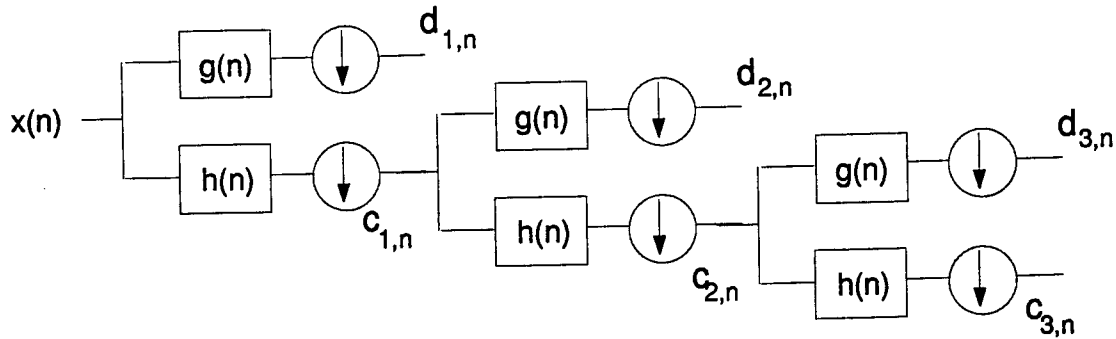 d1,n
g(n)
x(n)
h(n)
c1,n
d2,n
g(n)
h(n)
c2,n
d3,n
g(n)
h(n)
c3,n